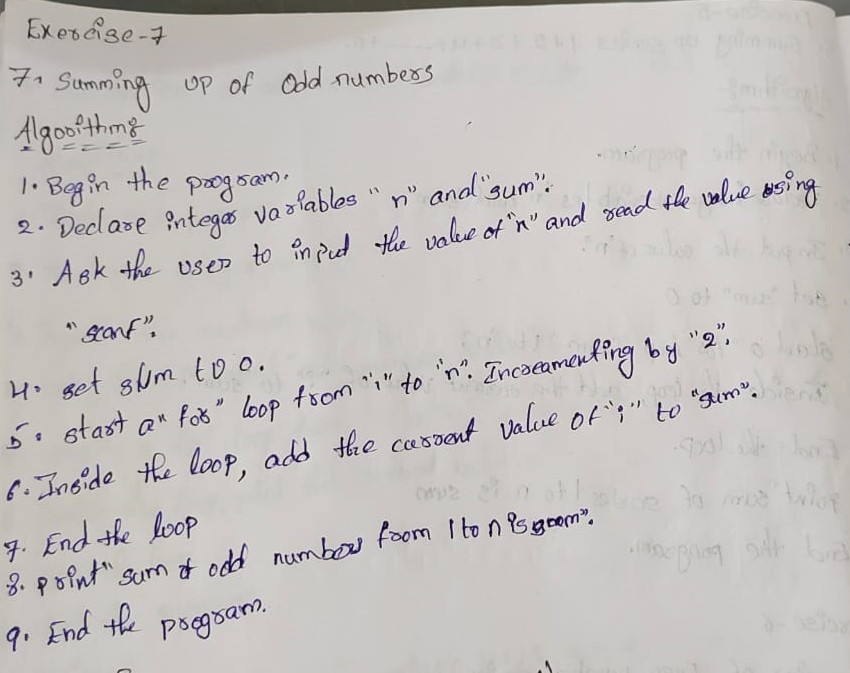 Exercise-7
7. Summing up of Odd numbers
Algorithms
1. Begin the program.
2. Declare integer variables "n" and "sum".
3. Ask the user to input the value of "n" and read the value using
"scanf".
4. set sum to 0.
5. start a "for" loop from "i" to "n". Increamenting by "2".
6. Inside the loop, add the current value of "i" to "sum".
7. End the loop
8. print "sum of odd numbers from 1 to n is
9. End the program.